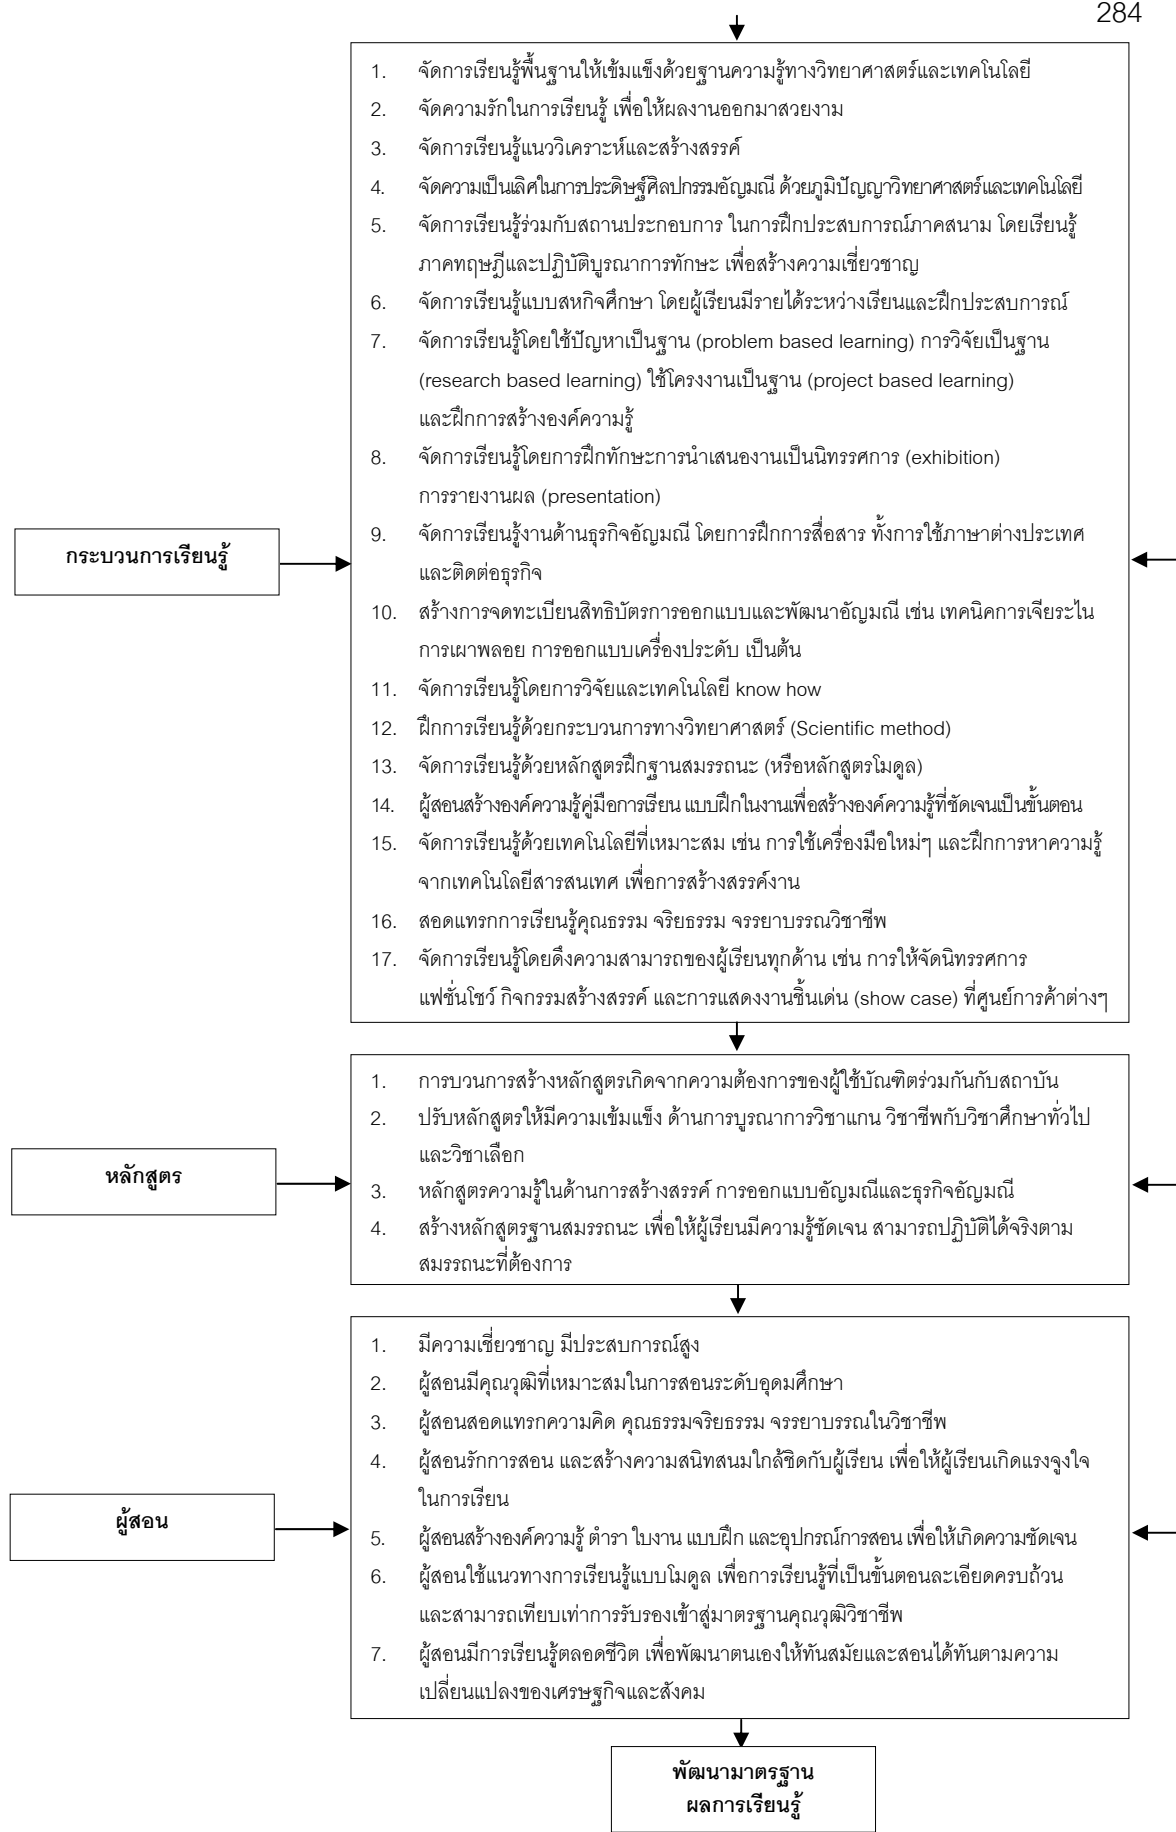 284
1. จัดการเรียนรู้พื้นฐานให้เข้มแข็งด้วยฐานความรู้ทางวิทยาศาสตร์และเทคโนโลยี
2. จัดความรักในการเรียนรู้ เพื่อให้ผลงานออกมาสวยงาม
3. จัดการเรียนรู้แนววิเคราะห์และสร้างสรรค์
4. จัดความเป็นเลิศในการประดิษฐ์ศิลปกรรมอัญมณี ด้วยภูมิปัญญาวิทยาศาสตร์และเทคโนโลยี
5. จัดการเรียนรู้ร่วมกับสถานประกอบการ ในการฝึกประสบการณ์ภาคสนาม โดยเรียนรู้
ภาคทฤษฎีและปฏิบัติบูรณาการทักษะ เพื่อสร้างความเชี่ยวชาญ
6. จัดการเรียนรู้แบบสหกิจศึกษา โดยผู้เรียนมีรายได้ระหว่างเรียนและฝึกประสบการณ์
7. จัดการเรียนรู้โดยใช้ปัญหาเป็นฐาน (problem based learning) การวิจัยเป็นฐาน
(research based learning) ใช้โครงงานเป็นฐาน (project based learning)
และฝึกการสร้างองค์ความรู้
8. จัดการเรียนรู้โดยการฝึกทักษะการนำเสนองานเป็นนิทรรศการ (exhibition)
การรายงานผล (presentation)
กระบวนการเรียนรู้
9. จัดการเรียนรู้งานด้านธุรกิจอัญมณี โดยการฝึกการสื่อสาร ทั้งการใช้ภาษาต่างประเทศ
และติดต่อธุรกิจ
10. สร้างการจดทะเบียนสิทธิบัตรการออกแบบและพัฒนาอัญมณี เช่น เทคนิคการเจียระไน
การเผาพลอย การออกแบบเครื่องประดับ เป็นต้น
11. จัดการเรียนรู้โดยการวิจัยและเทคโนโลยี know how
12. ฝึกการเรียนรู้ด้วยกระบวนการทางวิทยาศาสตร์ (Scientific method)
13. จัดการเรียนรู้ด้วยหลักสูตรฝึกฐานสมรรถนะ (หรือหลักสูตรโมดูล)
14. ผู้สอนสร้างองค์ความรู้คู่มือการเรียน แบบฝึกในงานเพื่อสร้างองค์ความรู้ที่ชัดเจนเป็นขั้นตอน
15. จัดการเรียนรู้ด้วยเทคโนโลยีที่เหมาะสม เช่น การใช้เครื่องมือใหม่ๆ และฝึกการหาความรู้
จากเทคโนโลยีสารสนเทศ เพื่อการสร้างสรรค์งาน
16. สอดแทรกการเรียนรู้คุณธรรม จริยธรรม จรรยาบรรณวิชาชีพ
17. จัดการเรียนรู้โดยดึงความสามารถของผู้เรียนทุกด้าน เช่น การให้จัดนิทรรศการ
แฟชั่นโชว์ กิจกรรมสร้างสรรค์ และการแสดงงานชิ้นเด่น (show case) ที่ศูนย์การค้าต่างๆ
1. การบวนการสร้างหลักสูตรเกิดจากความต้องการของผู้ใช้บัณฑิตร่วมกันกับสถาบัน
2. ปรับหลักสูตรให้มีความเข้มแข็ง ด้านการบูรณาการวิชาแกน วิชาชีพกับวิชาศึกษาทั่วไป
และวิชาเลือก
หลักสูตร
3. หลักสูตรความรู้ในด้านการสร้างสรรค์ การออกแบบอัญมณีและธุรกิจอัญมณี
4. สร้างหลักสูตรฐานสมรรถนะ เพื่อให้ผู้เรียนมีความรู้ชัดเจน สามารถปฏิบัติได้จริงตาม
สมรรถนะที่ต้องการ
1. มีความเชี่ยวชาญ มีประสบการณ์สูง
2. ผู้สอนมีคุณวุฒิที่เหมาะสมในการสอนระดับอุดมศึกษา
3. ผู้สอนสอดแทรกความคิด คุณธรรมจริยธรรม จรรยาบรรณในวิชาชีพ
4. ผู้สอนรักการสอน และสร้างความสนิทสนมใกล้ชิดกับผู้เรียน เพื่อให้ผู้เรียนเกิดแรงจูงใจ
ในการเรียน
ผู้สอน
5. ผู้สอนสร้างองค์ความรู้ ตำรา ใบงาน แบบฝึก และอุปกรณ์การสอน เพื่อให้เกิดความชัดเจน
6. ผู้สอนใช้แนวทางการเรียนรู้แบบโมดูล เพื่อการเรียนรู้ที่เป็นขั้นตอนละเอียดครบถ้วน
และสามารถเทียบเท่าการรับรองเข้าสู่มาตรฐานคุณวุฒิวิชาชีพ
7. ผู้สอนมีการเรียนรู้ตลอดชีวิต เพื่อพัฒนาตนเองให้ทันสมัยและสอนได้ทันตามความ
เปลี่ยนแปลงของเศรษฐกิจและสังคม
พัฒนามาตรฐาน
ผลการเรียนรู้